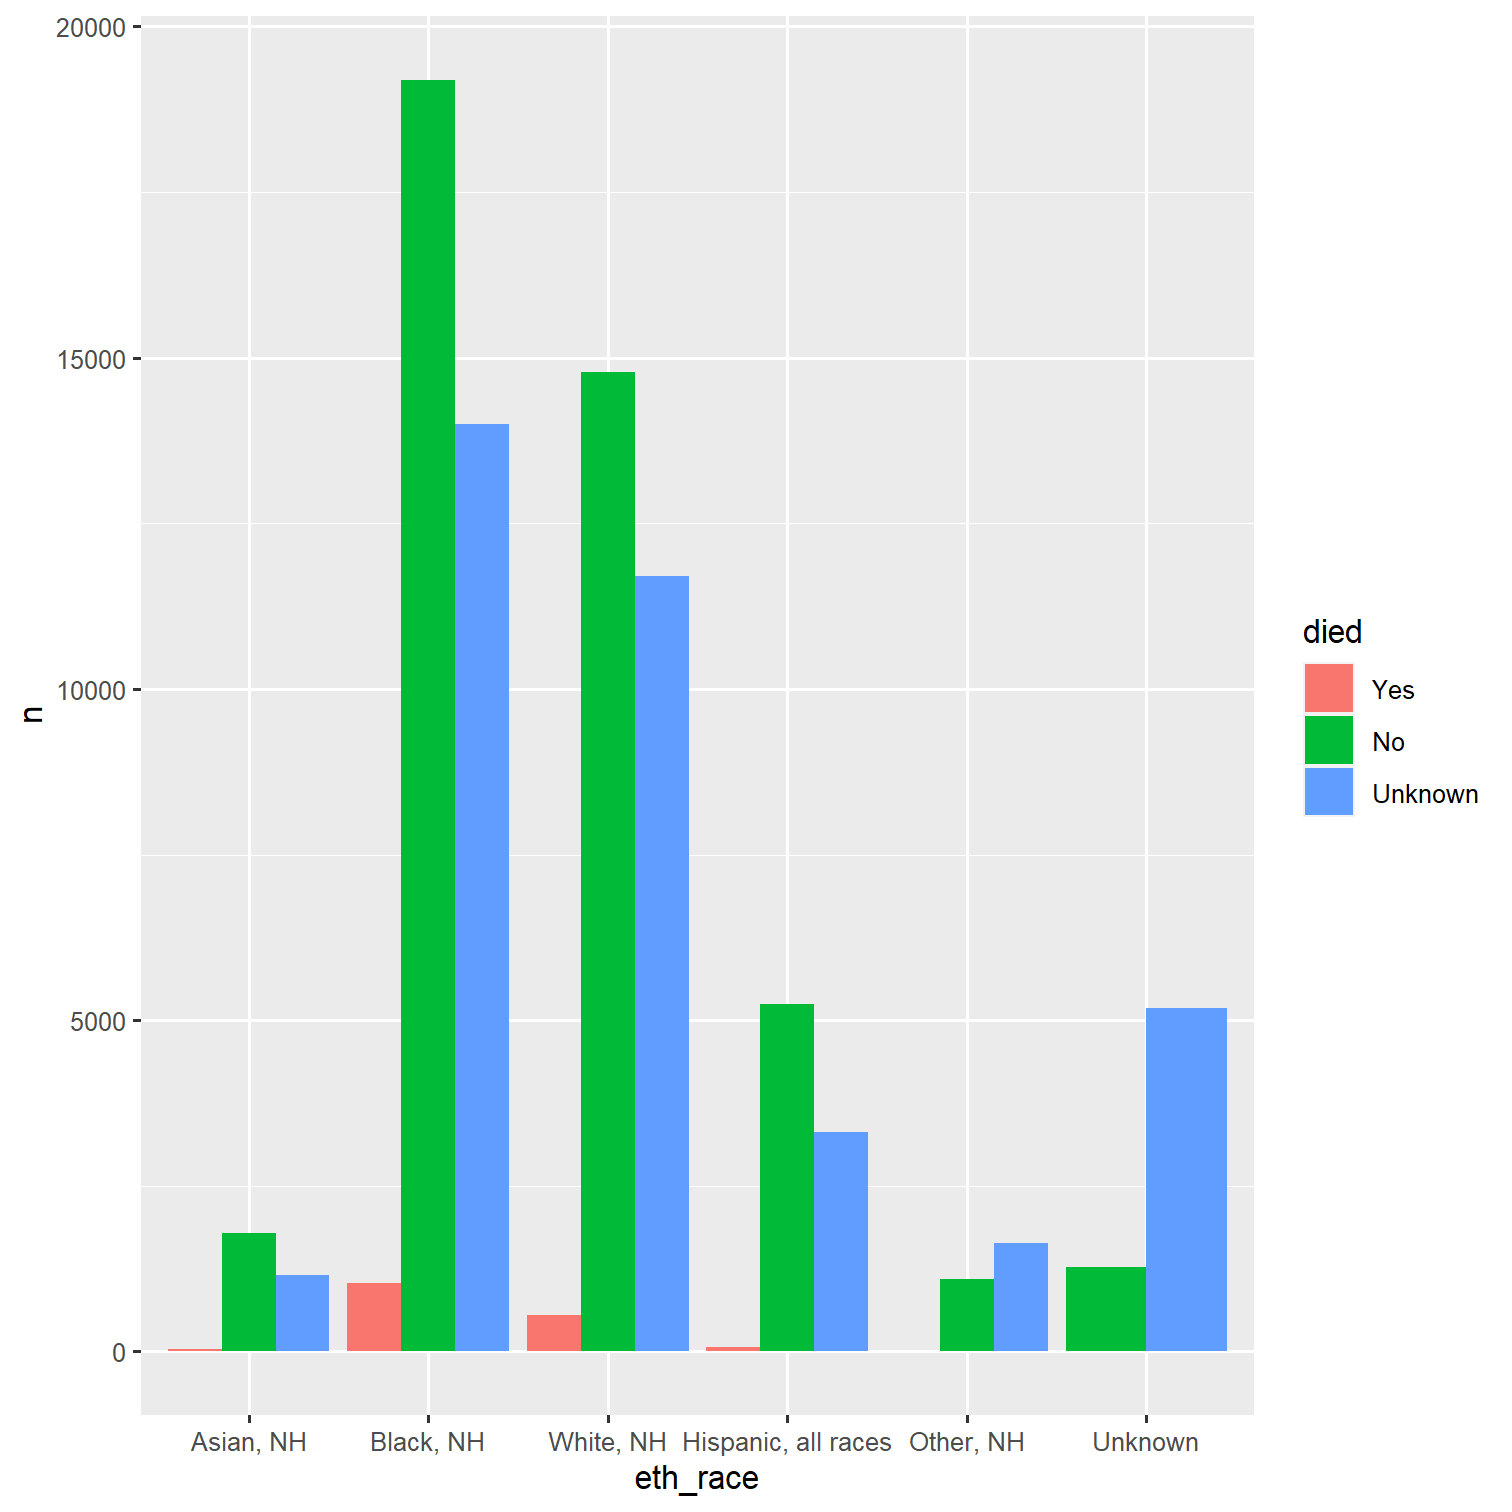 20000
15000
10000
5000
0
n
Asian, NH
Black, NH
White, NH
Hispanic, all races
Other, NH
Unknown
eth_race
died
Yes
No
Unknown